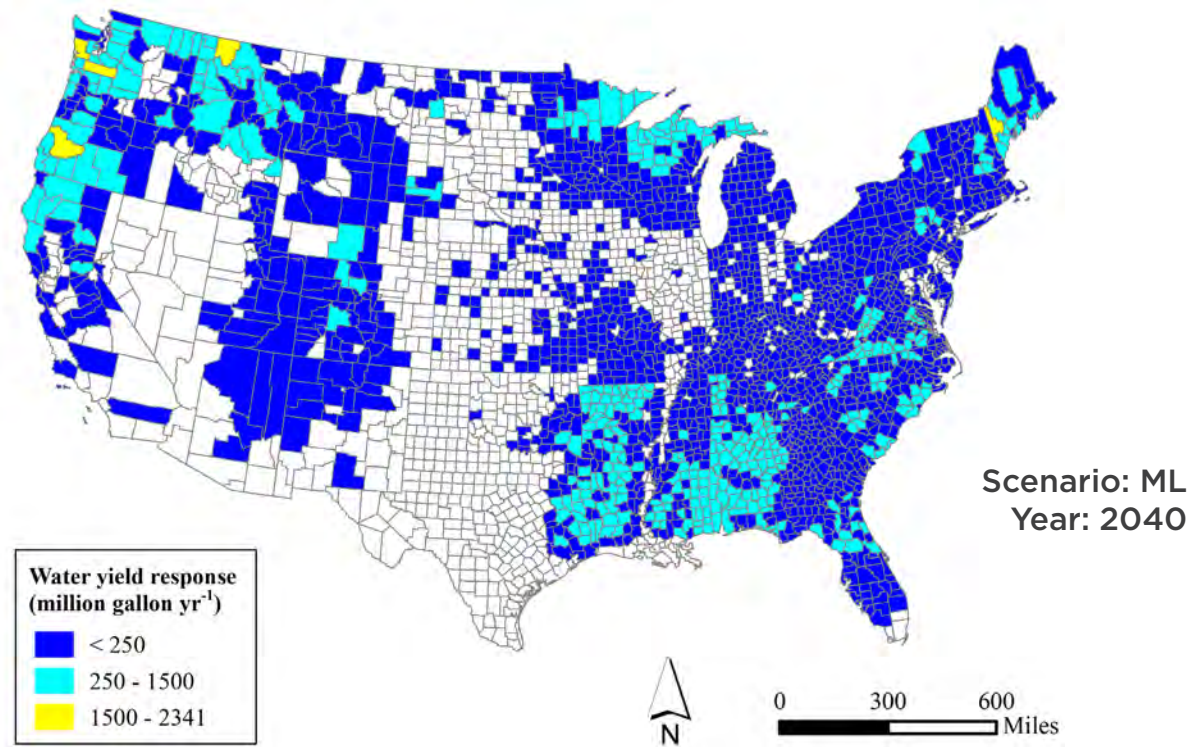 Scenario: ML
Year: 2040
Water yield response
(million gallon yr⁻¹)
< 250
250 - 1500
1500 - 2341
N
0 300 600
Miles